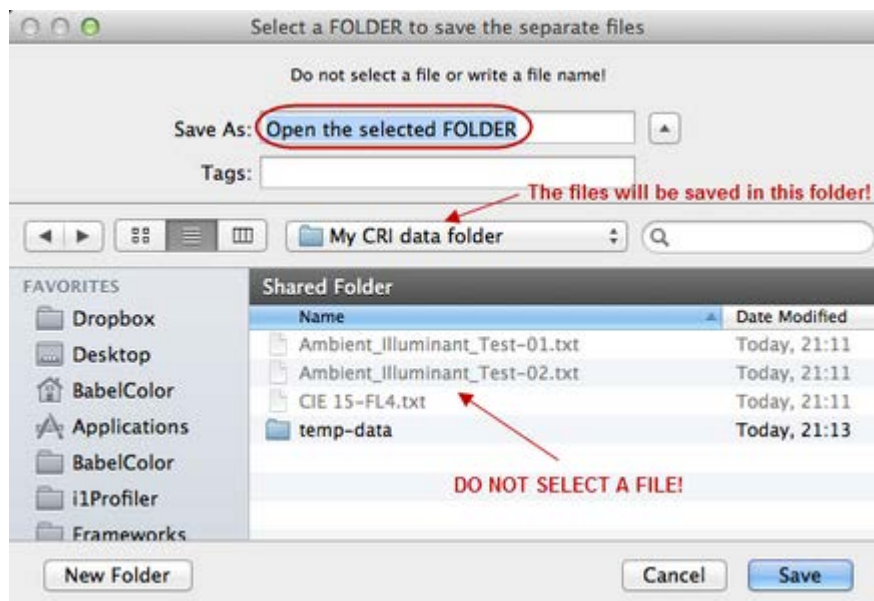 Select a FOLDER to save the separate files
Do not select a file or write a file name!
Save As: Open the selected FOLDER
Tags:
The files will be saved in this folder!
My CRI data folder
FAVORITES
Shared Folder
Name Date Modified
Dropbox
Ambient_Illuminant_Test-01.txt Today, 21:11
Desktop
Ambient_Illuminant_Test-02.txt Today, 21:11
BabelColor
CIE 15-FL4.txt Today, 21:11
Applications
temp-data Today, 21:13
BabelColor
i1Profiler
DO NOT SELECT A FILE!
Frameworks
New Folder Cancel Save